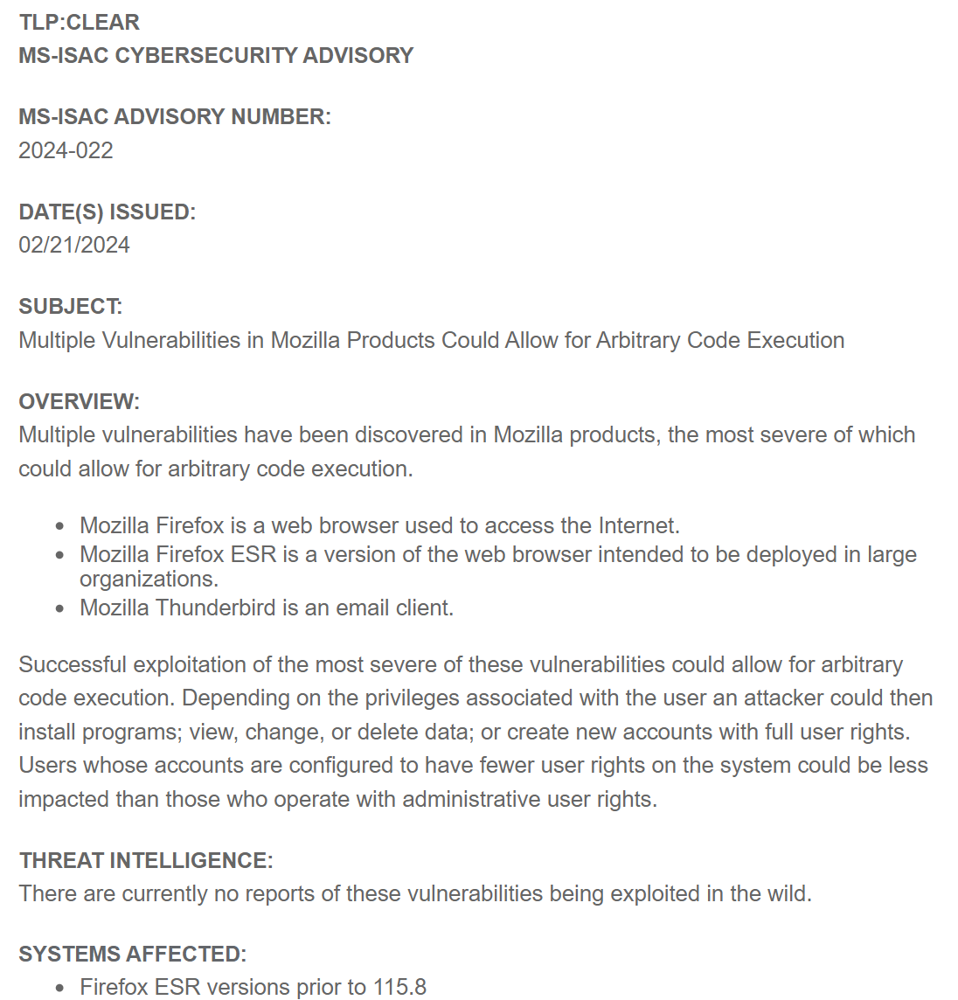 TLP:CLEAR
MS-ISAC CYBERSECURITY ADVISORY
MS-ISAC ADVISORY NUMBER:
2024-022
DATE(S) ISSUED:
02/21/2024
SUBJECT:
Multiple Vulnerabilities in Mozilla Products Could Allow for Arbitrary Code Execution
OVERVIEW:
Multiple vulnerabilities have been discovered in Mozilla products, the most severe of which
could allow for arbitrary code execution.
• Mozilla Firefox is a web browser used to access the Internet.
• Mozilla Firefox ESR is a version of the web browser intended to be deployed in large
organizations.
• Mozilla Thunderbird is an email client.
Successful exploitation of the most severe of these vulnerabilities could allow for arbitrary
code execution. Depending on the privileges associated with the user an attacker could then
install programs; view, change, or delete data; or create new accounts with full user rights.
Users whose accounts are configured to have fewer user rights on the system could be less
impacted than those who operate with administrative user rights.
THREAT INTELLIGENCE:
There are currently no reports of these vulnerabilities being exploited in the wild.
SYSTEMS AFFECTED:
• Firefox ESR versions prior to 115.8